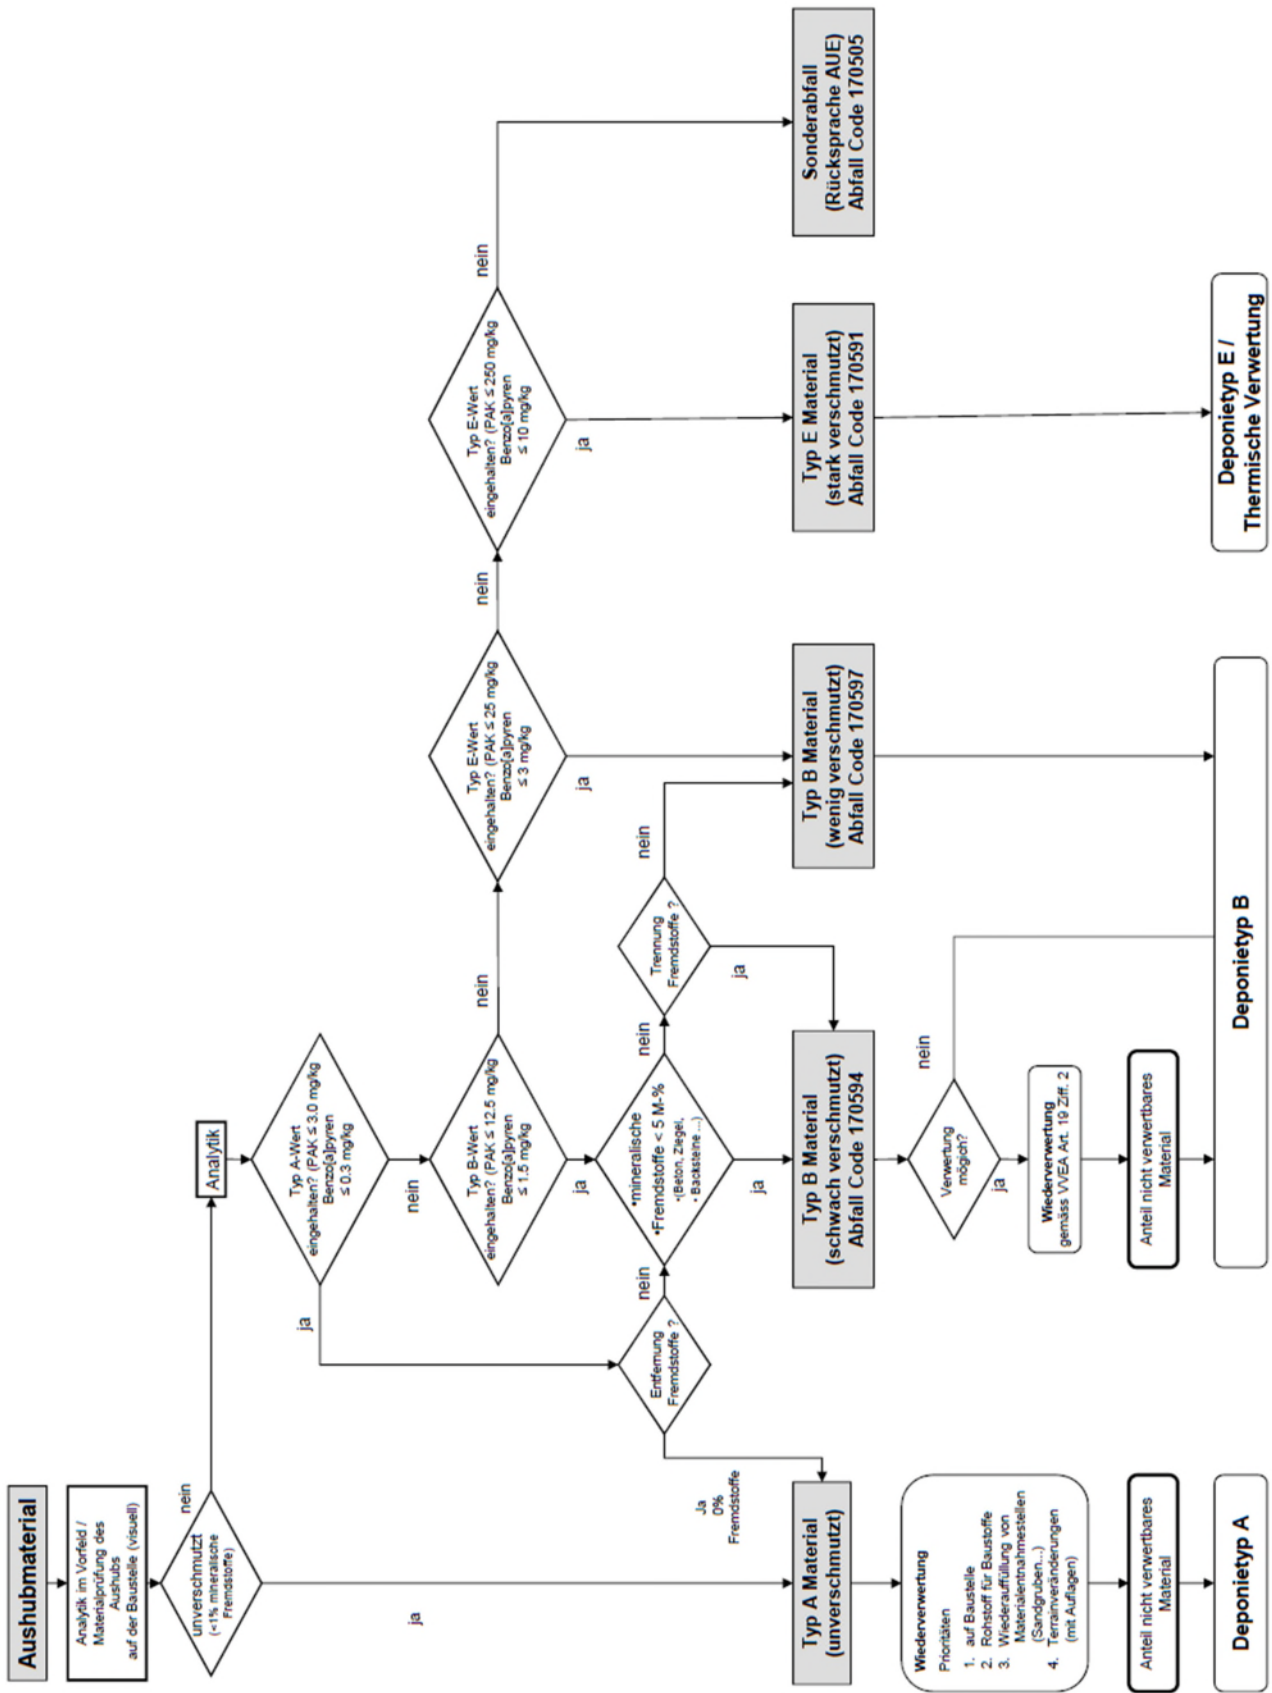 Aushubmaterial
Analytik im Vorfeld /
Materialprüfung des
Aushubs
auf der Baustelle (visuell)
unverschmutzt
(<1% mineralische
Fremdstoffe)
nein
ja
Analytik
Typ A-Wert
eingehalten? (PAK ≤ 3.0 mg/kg
Benzo[a]pyren
≤ 0.3 mg/kg
ja
nein
Typ B-Wert
eingehalten? (PAK ≤ 12.5 mg/kg
Benzo[a]pyren
≤ 1.5 mg/kg
nein
ja
Typ E-Wert
eingehalten? (PAK ≤ 25 mg/kg
Benzo[a]pyren
≤ 3 mg/kg
nein
ja
Typ E-Wert
eingehalten? (PAK ≤ 250 mg/kg
Benzo[a]pyren
≤ 10 mg/kg
nein
ja
Entfernung
Fremdstoffe ?
nein
Ja
0%
Fremdstoffe
•mineralische
•Fremdstoffe < 5 M-%
•(Beton, Ziegel,
• Backsteine ...)
nein
ja
Trennung
Fremdstoffe ?
nein
ja
Typ A Material
(unverschmutzt)
Typ B Material
(schwach verschmutzt)
Abfall Code 170594
Typ B Material
(wenig verschmutzt)
Abfall Code 170597
Typ E Material
(stark verschmutzt)
Abfall Code 170591
Sonderabfall
(Rücksprache AUE)
Abfall Code 170505
Wiederverwertung
Prioritäten
1. auf Baustelle
2. Rohstoff für Baustoffe
3. Wiederauffüllung von
Materialentnahmestellen
(Sandgruben...)
4. Terrainveränderungen
(mit Auflagen)
Verwertung
mögich?
nein
ja
Wiederverwertung
gemäss VVEA Art. 19 Ziff. 2
Anteil nicht verwertbares
Material
Anteil nicht verwertbares
Material
Deponietyp A
Deponietyp B
Deponietyp E /
Thermische Verwertung